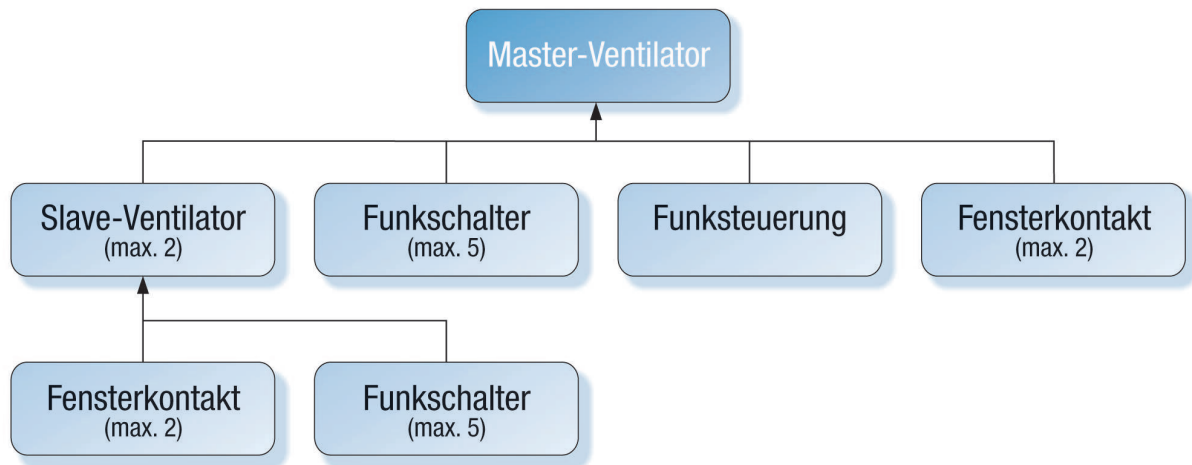 Master-Ventilator
Slave-Ventilator
(max. 2)
Funkschalter
(max. 5)
Funksteuerung
Fensterkontakt
(max. 2)
Fensterkontakt
(max. 2)
Funkschalter
(max. 5)